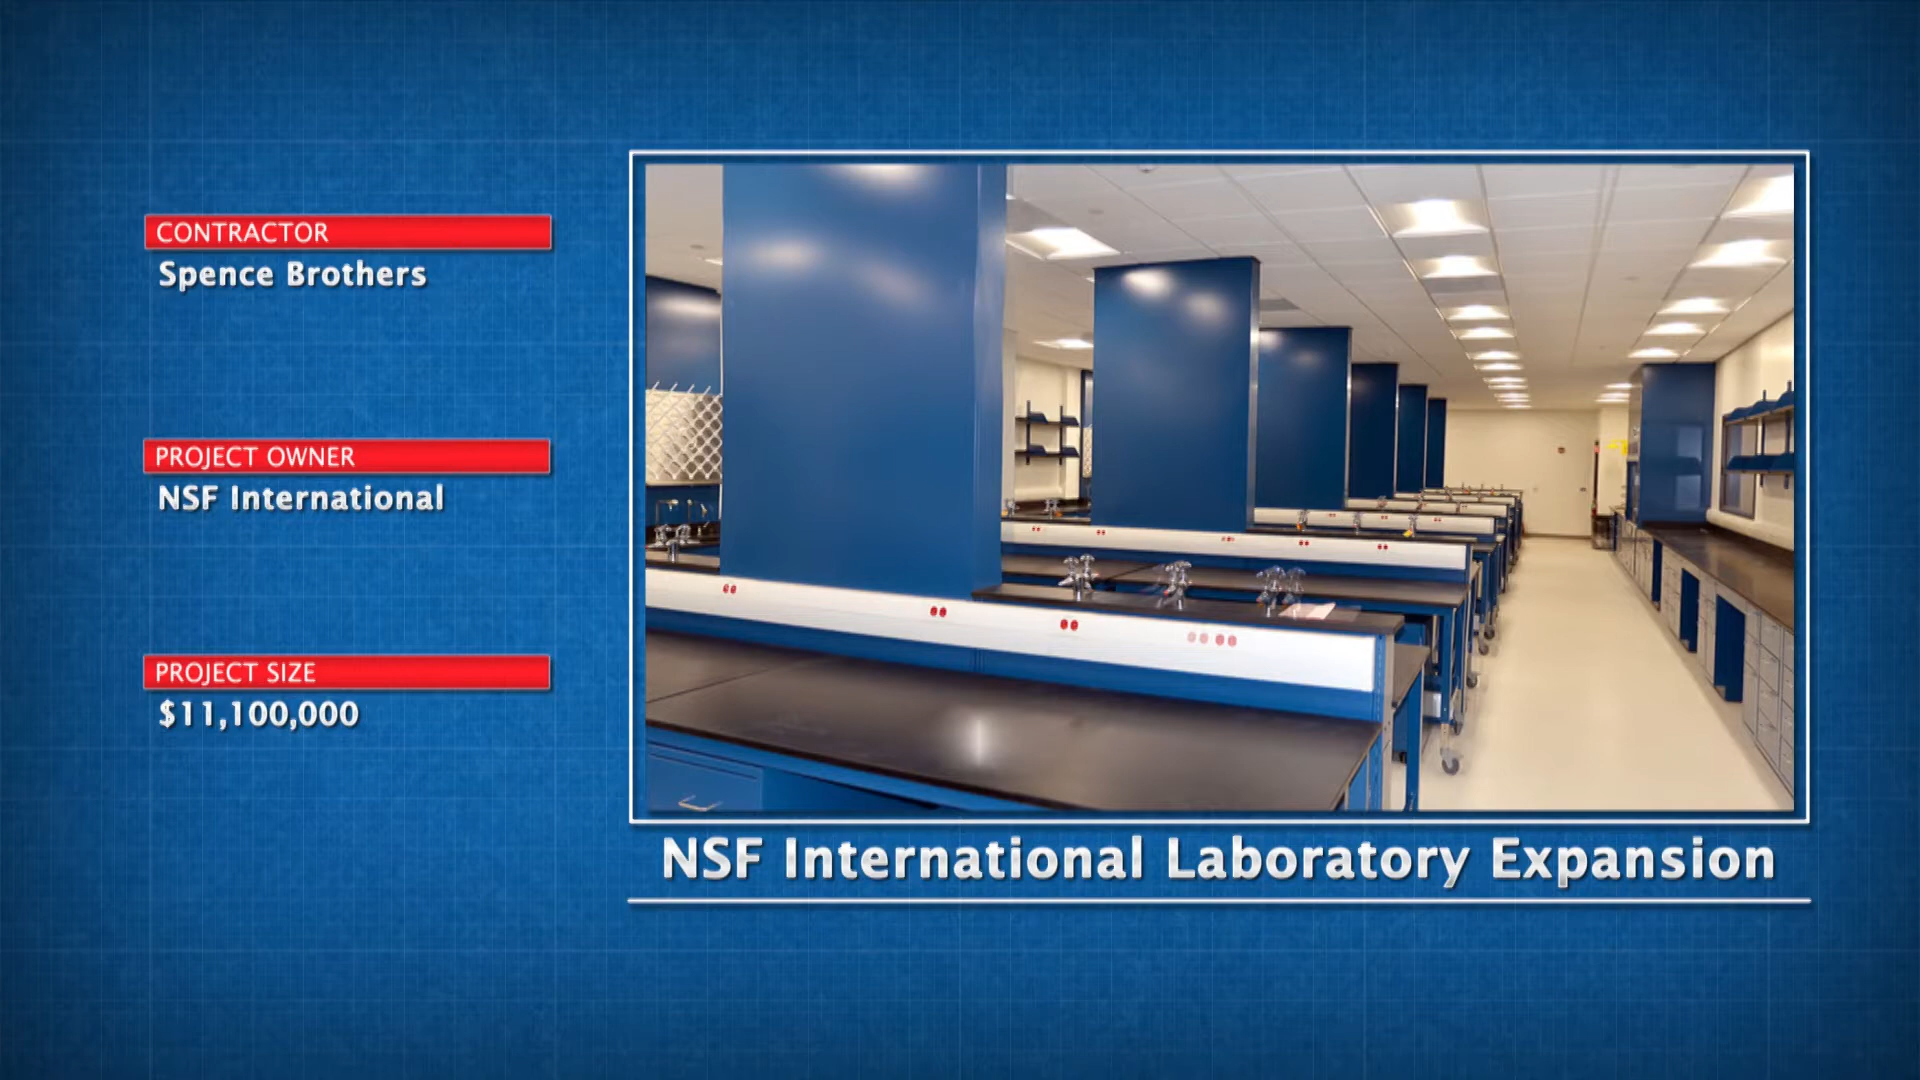 CONTRACTOR
Spence Brothers
PROJECT OWNER
NSF International
PROJECT SIZE
$11,100,000
NSF International Laboratory Expansion